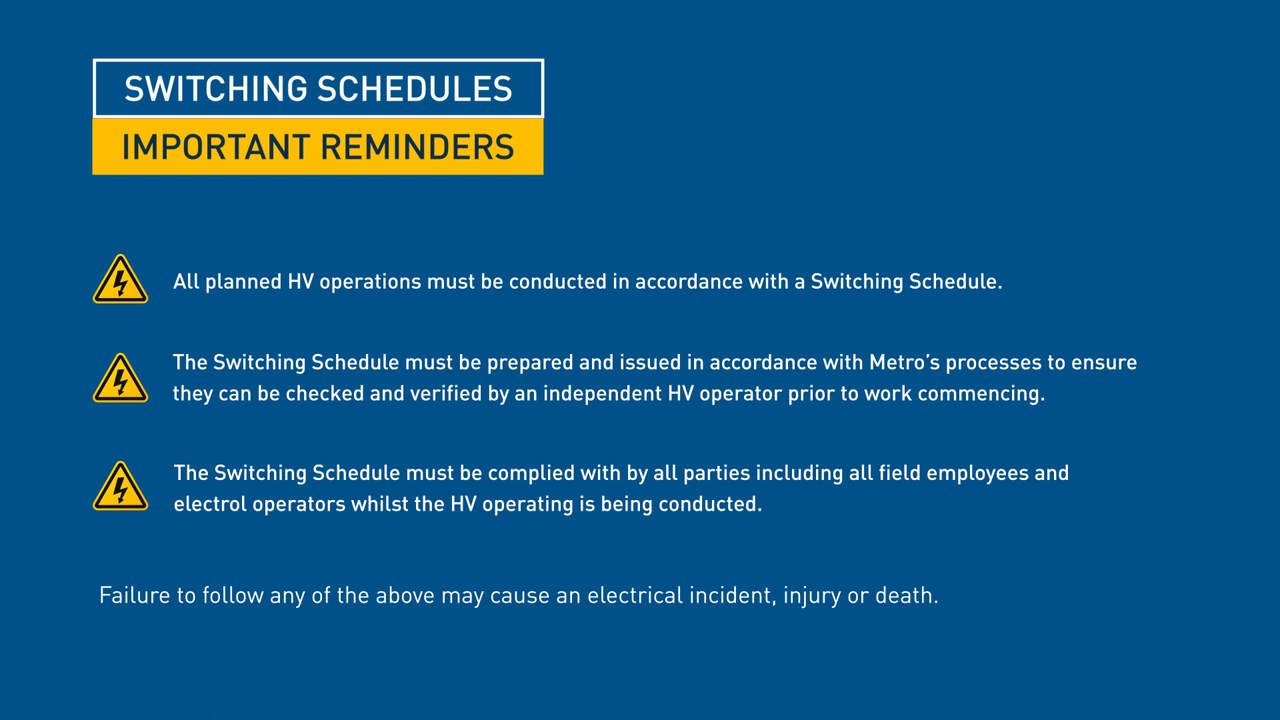 SWITCHING SCHEDULES
IMPORTANT REMINDERS
All planned HV operations must be conducted in accordance with a Switching Schedule.
The Switching Schedule must be prepared and issued in accordance with Metro’s processes to ensure
they can be checked and verified by an independent HV operator prior to work commencing.
The Switching Schedule must be complied with by all parties including all field employees and
electrol operators whilst the HV operating is being conducted.
Failure to follow any of the above may cause an electrical incident, injury or death.